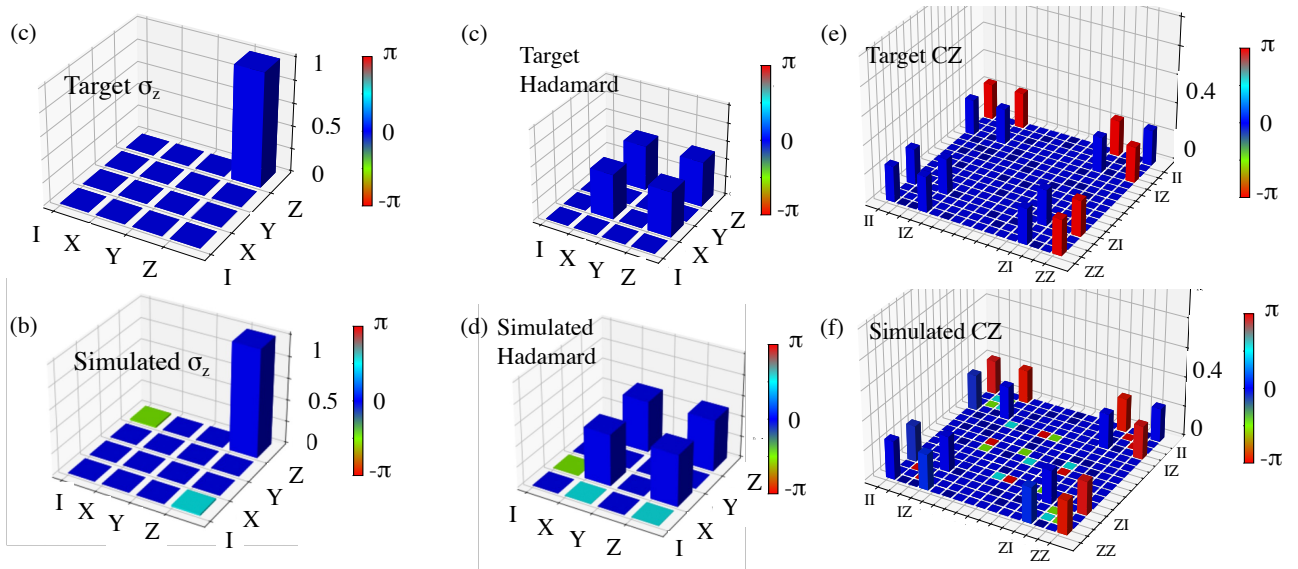 (c)
Target σz
1
0.5
0
I X Y Z
I X Y Z
π
0
-π
(c)
Target
Hadamard
I X Y Z
I X Y Z
π
0
-π
(e)
Target CZ
0.4
0
II IZ ZI ZZ
II IZ ZI ZZ
π
0
-π
(b)
Simulated σz
1
0.5
0
I X Y Z
I X Y Z
π
0
-π
(d)
Simulated
Hadamard
I X Y Z
I X Y Z
π
0
-π
(f)
Simulated CZ
0.4
0
II IZ ZI ZZ
II IZ ZI ZZ
π
0
-π